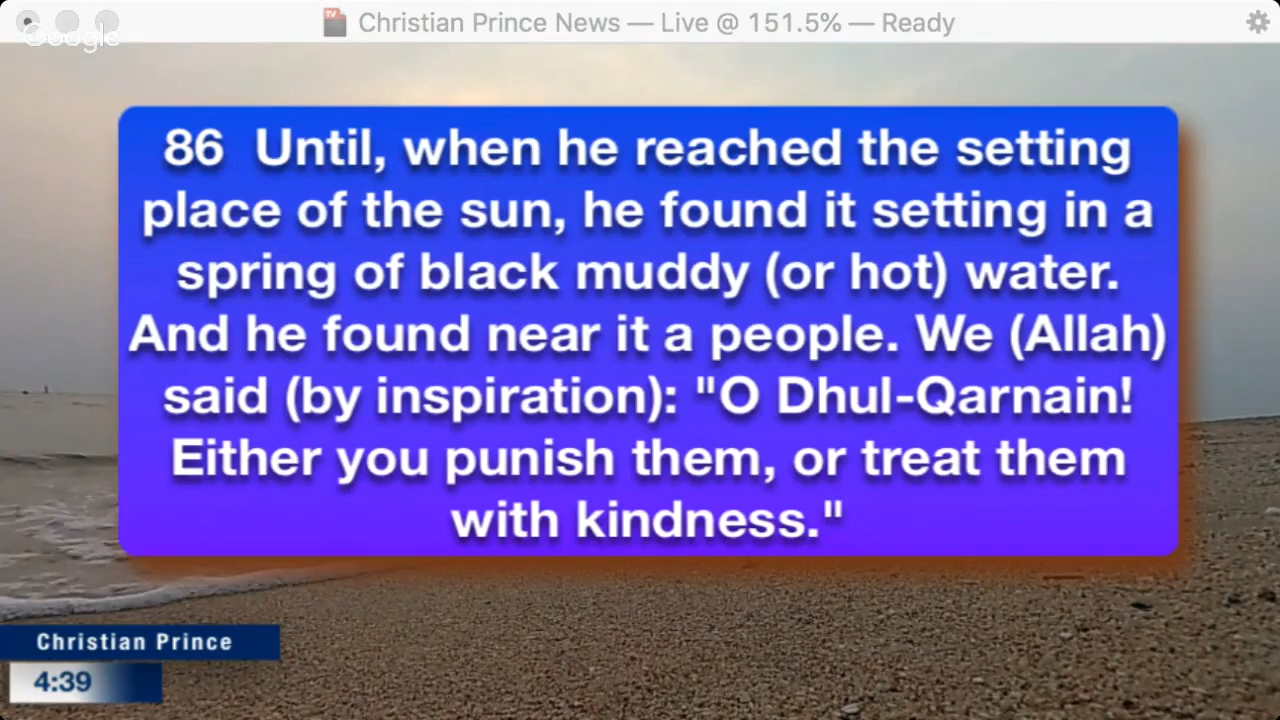 Christian Prince News — Live @ 151.5% — Ready
Google
86 Until, when he reached the setting
place of the sun, he found it setting in a
spring of black muddy (or hot) water.
And he found near it a people. We (Allah)
said (by inspiration): "O Dhul-Qarnain!
Either you punish them, or treat them
with kindness."
Christian Prince
4:39